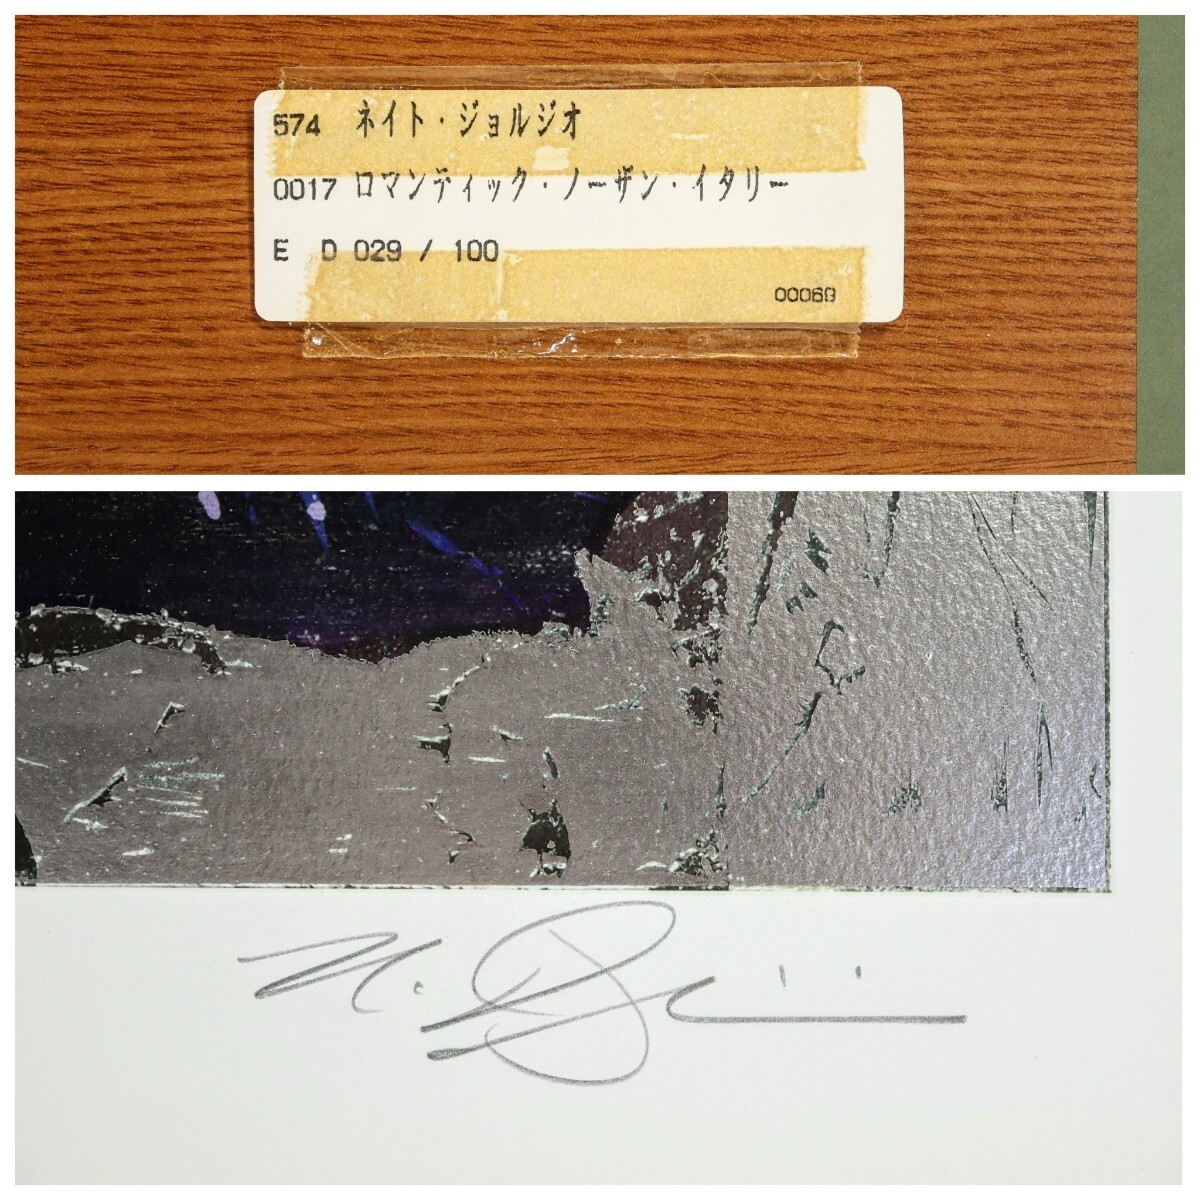 574 ネイト・ジョルジオ
0017 ロマンディック・ノーザン・イタリー
E D 029 / 100
00069